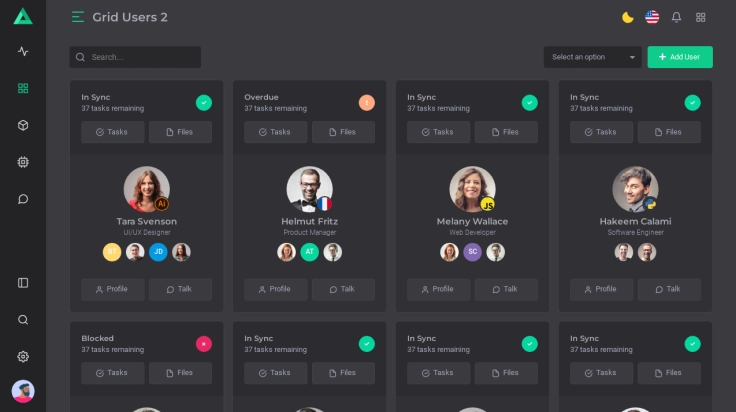 Grid Users 2
Search...
Select an option
Add User
In Sync
37 tasks remaining
Tasks
Files
Tara Svenson
UI/UX Designer
Ai
JD
Profile
Talk
Overdue
37 tasks remaining
Tasks
Files
Helmut Fritz
Product Manager
AT
Profile
Talk
In Sync
37 tasks remaining
Tasks
Files
JS
Melany Wallace
Web Developer
SC
Profile
Talk
In Sync
37 tasks remaining
Tasks
Files
Hakeem Calami
Software Engineer
Profile
Talk
Blocked
37 tasks remaining
Tasks
Files
In Sync
37 tasks remaining
Tasks
Files
In Sync
37 tasks remaining
Tasks
Files
In Sync
37 tasks remaining
Tasks
Files